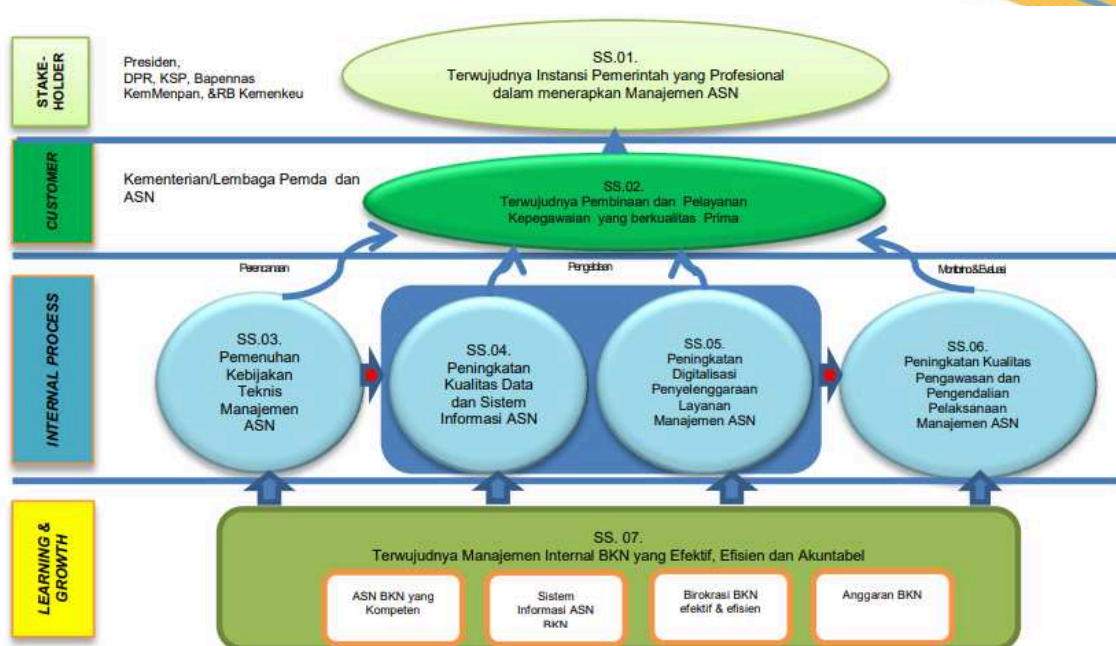 STAKE-
HOLDER
Presiden,
DPR, KSP, Bapennas
KemMenpan, &RB Kemenkeu
SS.01.
Terwujudnya Instansi Pemerintah yang Profesional
dalam menerapkan Manajemen ASN
CUSTOMER
Kementerian/Lembaga Pemda dan
ASN
SS.02.
Terwujudnya Pembinaan dan Pelayanan
Kepegawaian yang berkualitas Prima
Perencanaan
Pengelolaan
Monitoring & Evaluasi
INTERNAL PROCESS
SS.03.
Pemenuhan
Kebijakan
Teknis
Manajemen
ASN
SS.04.
Peningkatan
Kualitas Data
dan Sistem
Informasi ASN
SS.05.
Peningkatan
Digitalisasi
Penyelenggaraan
Layanan
Manajemen ASN
SS.06.
Peningkatan Kualitas
Pengawasan dan
Pengendalian
Pelaksanaan
Manajemen ASN
LEARNING &
GROWTH
SS. 07.
Terwujudnya Manajemen Internal BKN yang Efektif, Efisien dan Akuntabel
ASN BKN yang
Kompeten
Sistem
Informasi ASN
BKN
Birokrasi BKN
efektif & efisien
Anggaran BKN